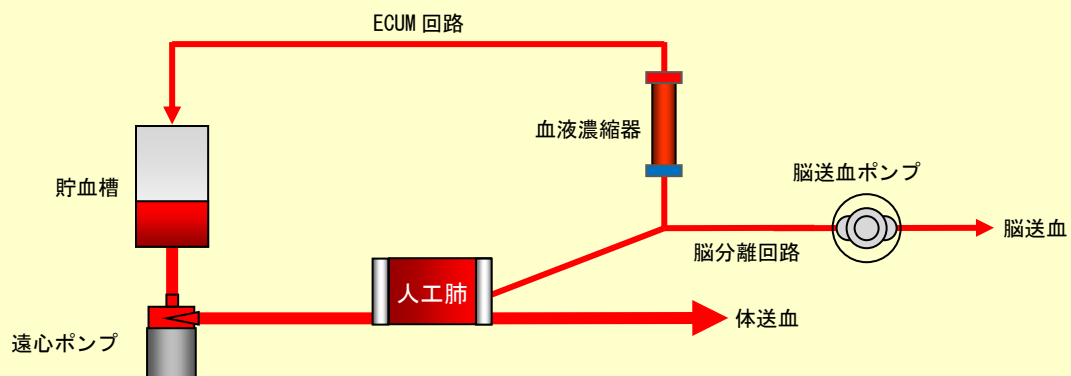 ECUM 回路
血液濃縮器
脳送血ポンプ
貯血槽
脳送血
脳分離回路
人工肺
体送血
遠心ポンプ